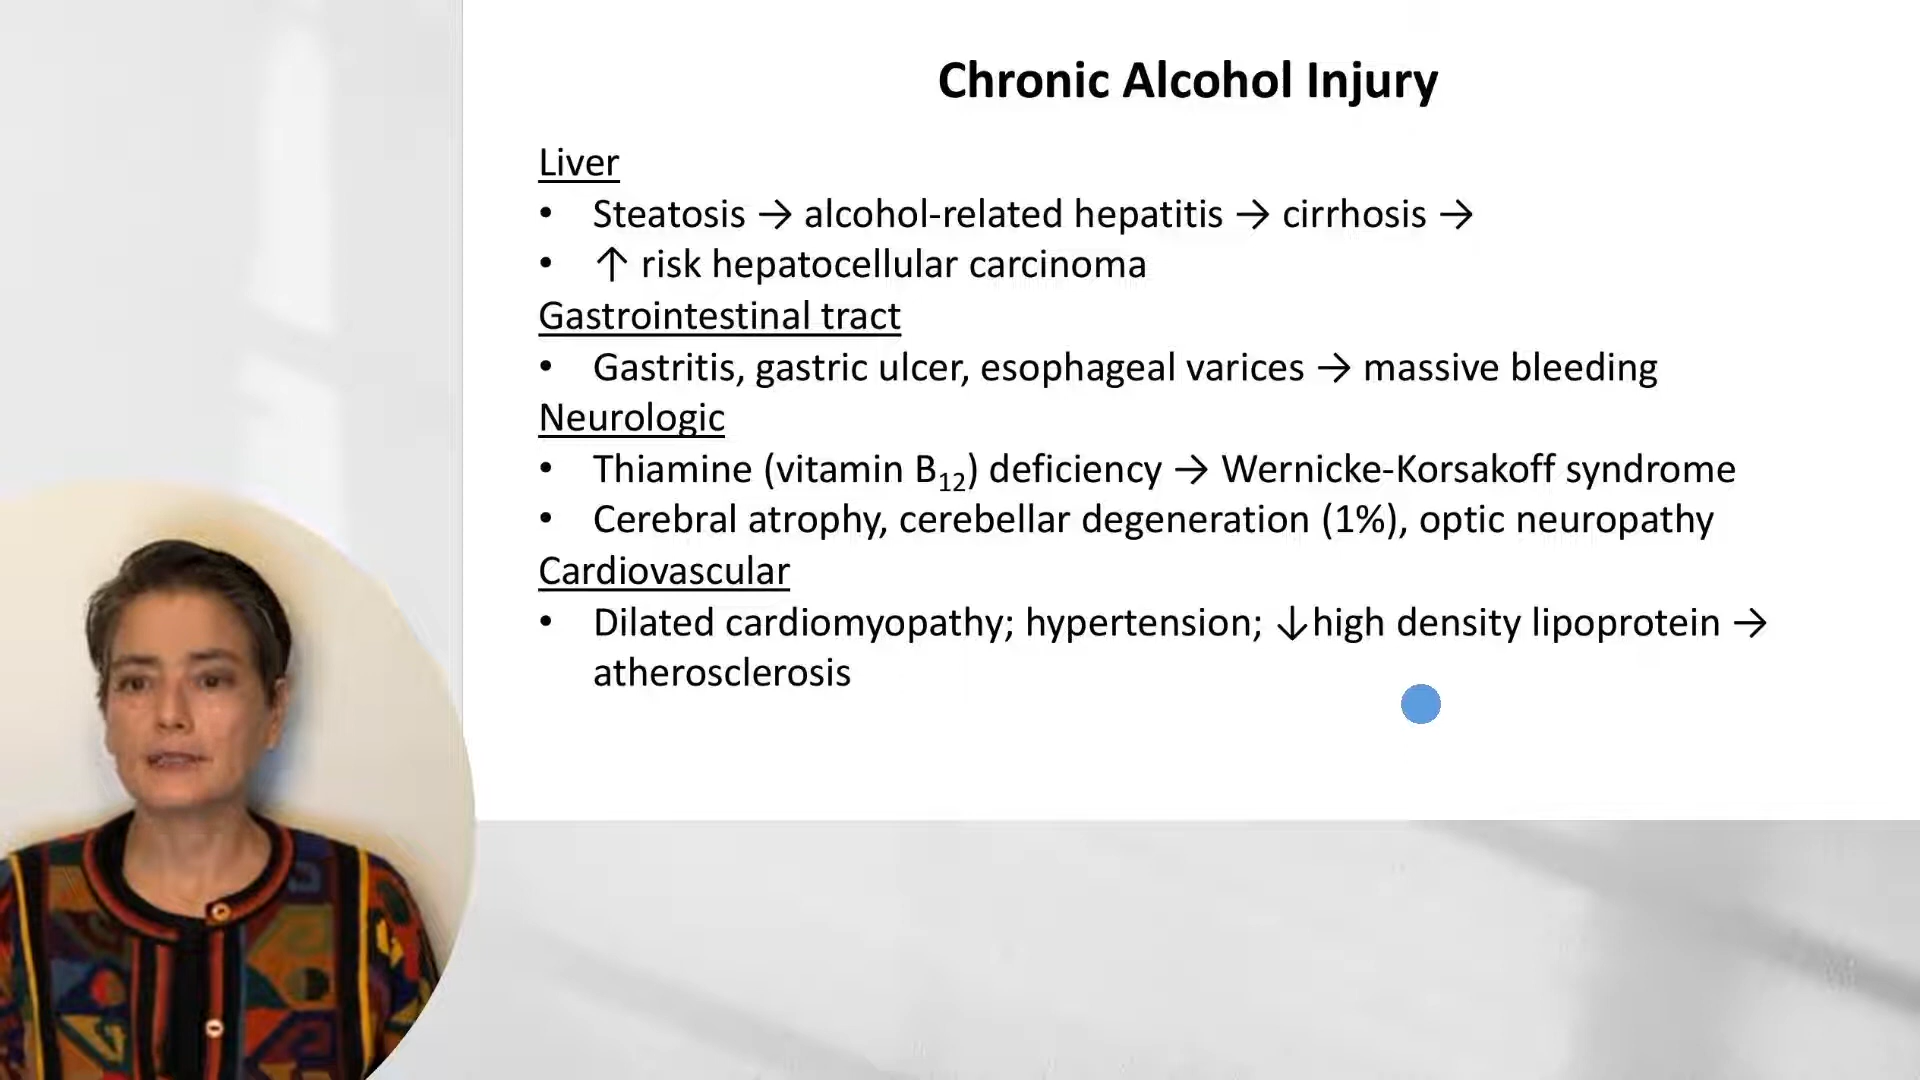 Chronic Alcohol Injury
Liver
• Steatosis → alcohol-related hepatitis → cirrhosis →
• ↑ risk hepatocellular carcinoma
Gastrointestinal tract
• Gastritis, gastric ulcer, esophageal varices → massive bleeding
Neurologic
• Thiamine (vitamin B₁₂) deficiency → Wernicke-Korsakoff syndrome
• Cerebral atrophy, cerebellar degeneration (1%), optic neuropathy
Cardiovascular
• Dilated cardiomyopathy; hypertension; ↓high density lipoprotein →
atherosclerosis